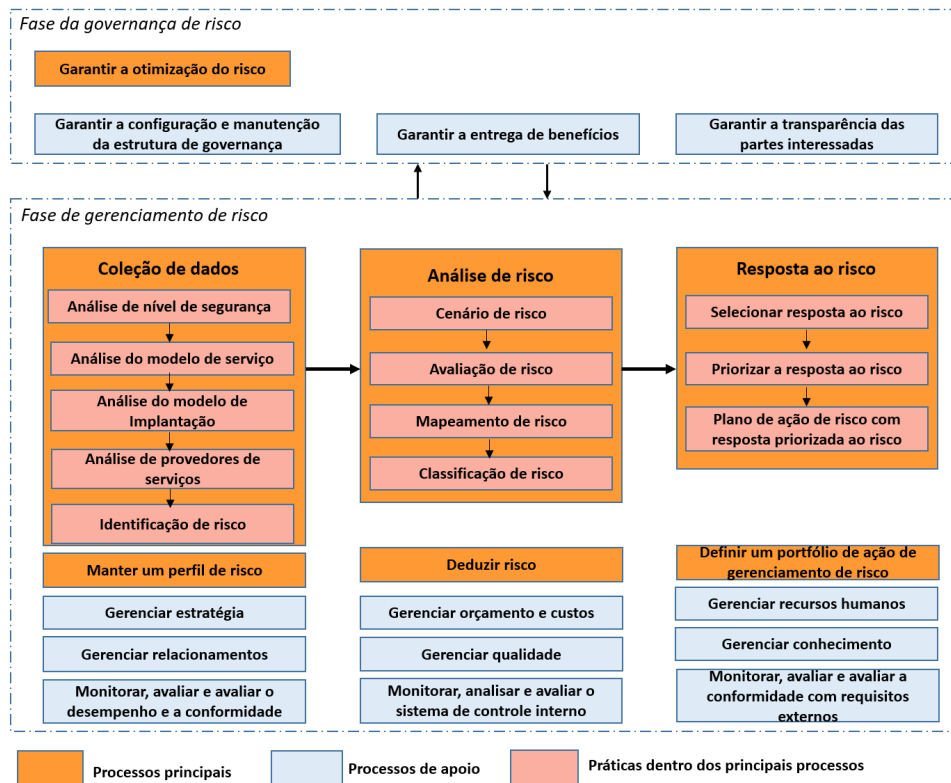 Fase da governança de risco
Garantir a otimização do risco
Garantir a configuração e manutenção
da estrutura de governança
Garantir a entrega de benefícios
Garantir a transparência das
partes interessadas
Fase de gerenciamento de risco
Coleção de dados
Análise de nível de segurança
Análise do modelo de serviço
Análise do modelo de
Implantação
Análise de provedores de
serviços
Identificação de risco
Manter um perfil de risco
Gerenciar estratégia
Gerenciar relacionamentos
Monitorar, avaliar e avaliar o
desempenho e a conformidade
Análise de risco
Cenário de risco
Avaliação de risco
Mapeamento de risco
Classificação de risco
Deduzir risco
Gerenciar orçamento e custos
Gerenciar qualidade
Monitorar, analisar e avaliar o
sistema de controle interno
Resposta ao risco
Selecionar resposta ao risco
Priorizar a resposta ao risco
Plano de ação de risco com
resposta priorizada ao risco
Definir um portfólio de ação de
gerenciamento de risco
Gerenciar recursos humanos
Gerenciar conhecimento
Monitorar, avaliar e avaliar a
conformidade com requisitos
externos
Processos principais
Processos de apoio
Práticas dentro dos principais processos